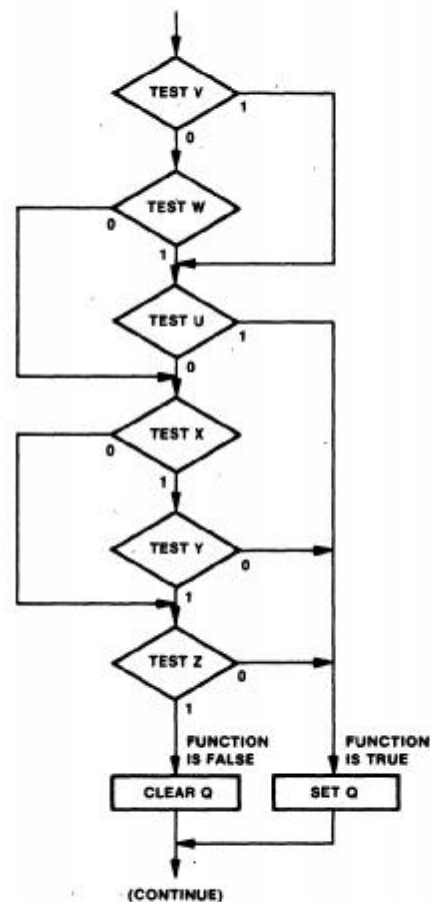 TEST V
1
0
TEST W
0
1
TEST U
1
0
TEST X
0
1
TEST Y
0
1
TEST Z
0
1
FUNCTION
IS FALSE
FUNCTION
IS TRUE
CLEAR Q
SET Q
(CONTINUE)